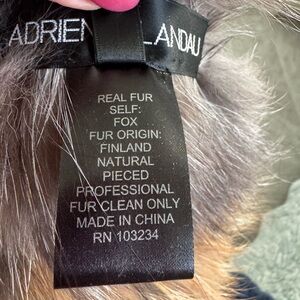 ADRIEN LANDAU
REAL FUR
SELF:
FOX
FUR ORIGIN:
FINLAND
NATURAL
PIECED
PROFESSIONAL
FUR CLEAN ONLY
MADE IN CHINA
RN 103234